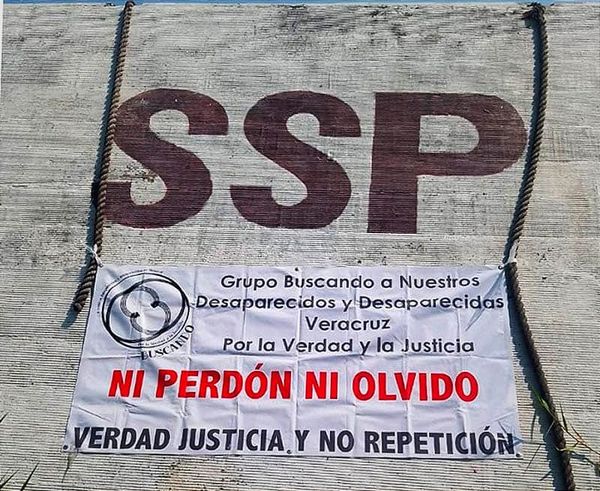 SSP
Grupo Buscando a Nuestros
Desaparecidos y Desaparecidas
Veracruz
Por la Verdad y la Justicia
BUSCANDO
NI PERDÓN NI OLVIDO
VERDAD JUSTICIA Y NO REPETICIÓN